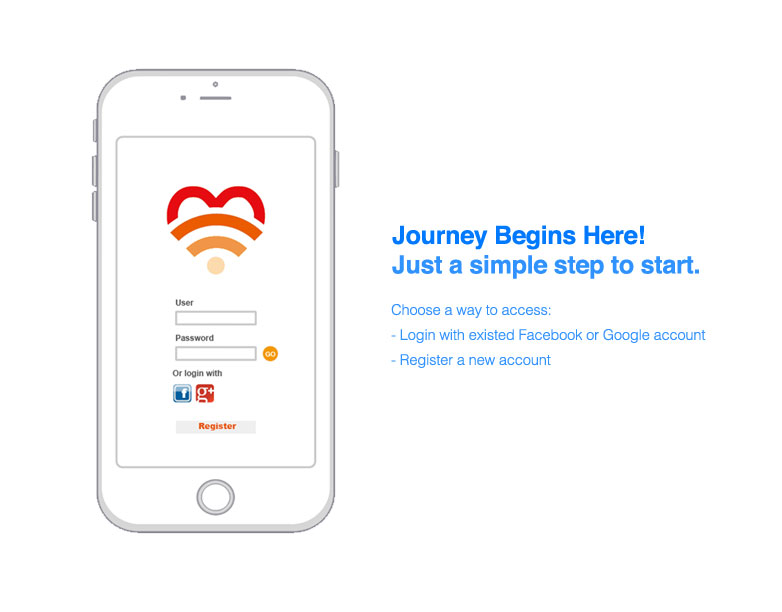 User
Password
GO
Or login with
f
g+
Register
Journey Begins Here!
Just a simple step to start.
Choose a way to access:
- Login with existed Facebook or Google account
- Register a new account